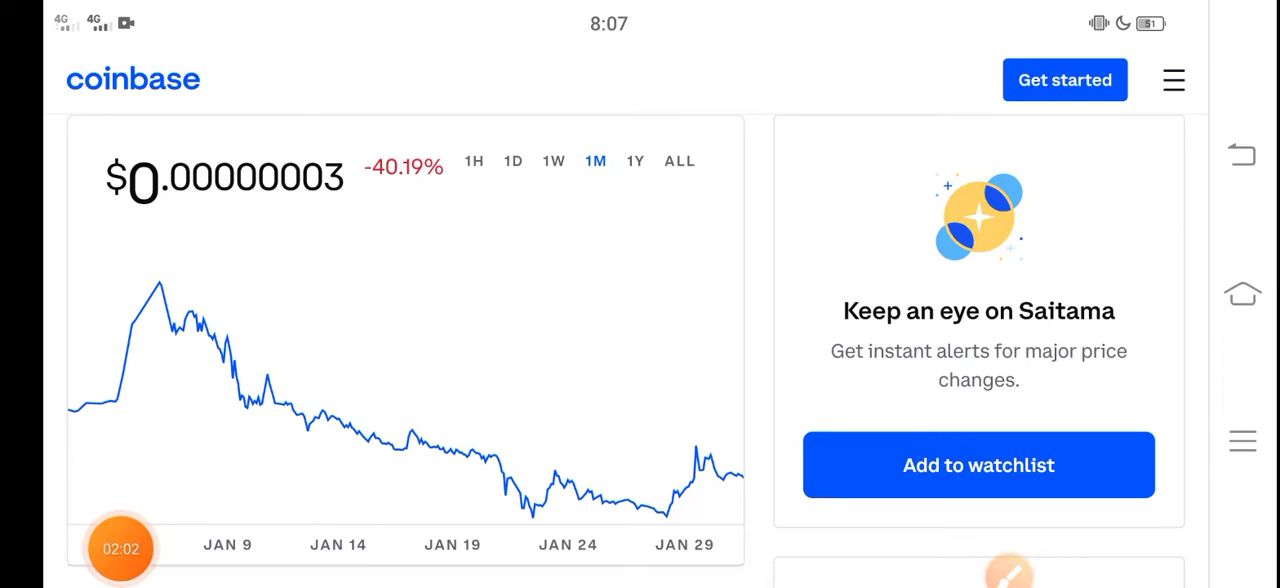 4G 4G 8:07 51
coinbase
Get started
$0.00000003 -40.19% 1H 1D 1W 1M 1Y ALL
Keep an eye on Saitama
Get instant alerts for major price
changes.
Add to watchlist
JAN 9 JAN 14 JAN 19 JAN 24 JAN 29
02:02